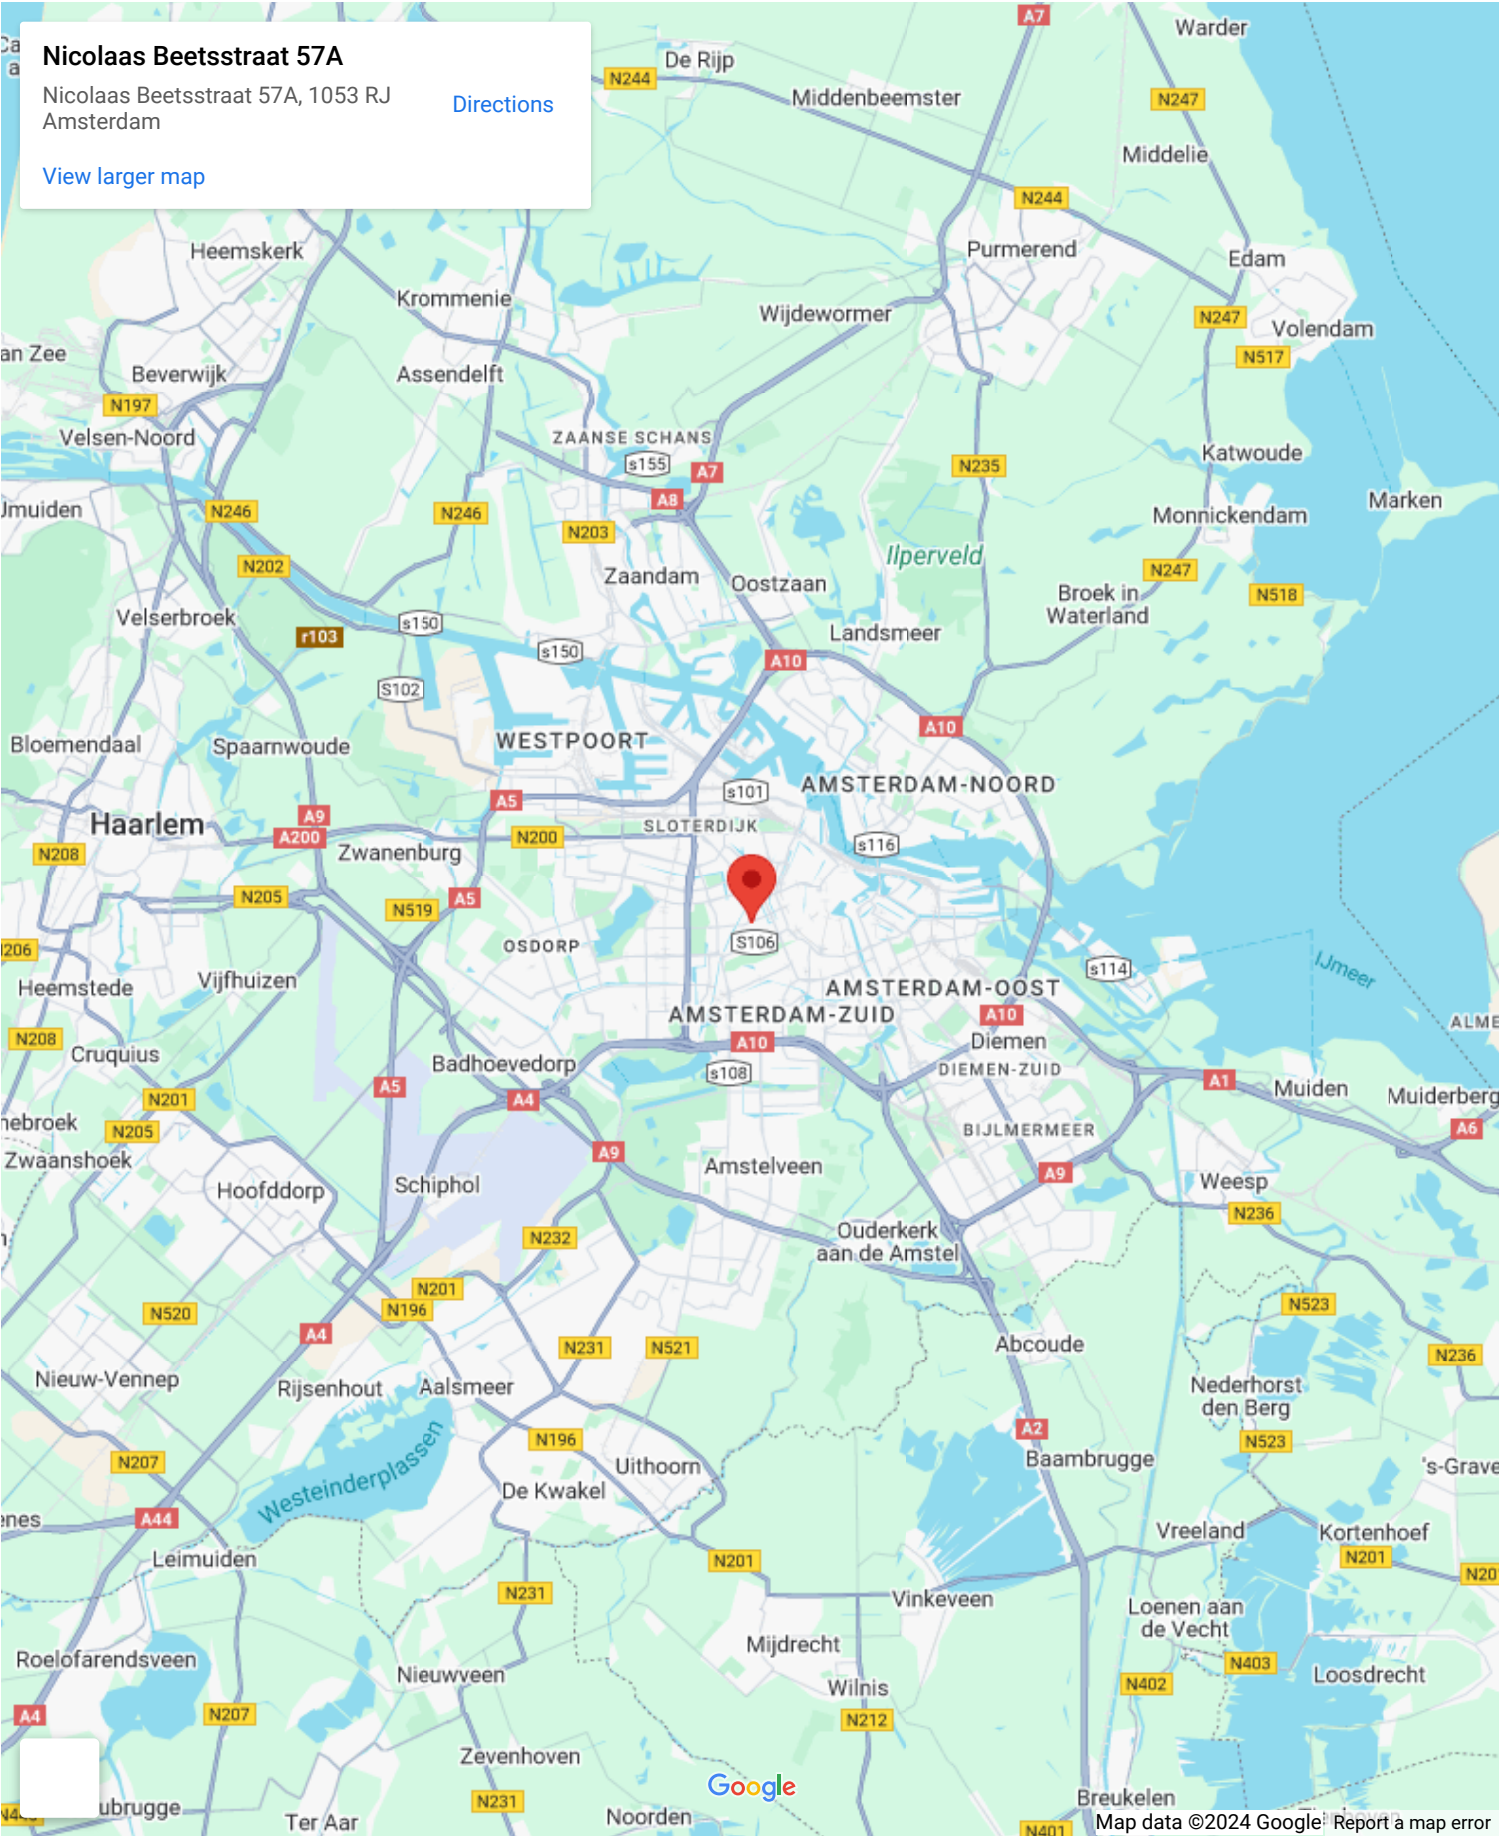 Nicolaas Beetsstraat 57A
Nicolaas Beetsstraat 57A, 1053 RJ
Amsterdam
Directions
View larger map
A7
Warder
De Rijp
N244
Middenbeemster
N247
Middelie
N244
Purmerend
Heemskerk
Edam
Krommenie
Wijdewormer
N247
Volendam
N517
an Zee
Beverwijk
Assendelft
N197
Velsen-Noord
ZAANSE SCHANS
s155
A7
N235
Katwoude
A8
Marken
Jmuiden
N246
N246
N203
Monnickendam
Ilperveld
N202
Zaandam
Oostzaan
N247
Broek in
Waterland
N518
Velserbroek
s150
r103
Landsmeer
s150
A10
S102
A10
Bloemendaal
Spaarnwoude
WESTPOORT
s101
AMSTERDAM-NOORD
A5
A9
Haarlem
A200
N200
SLOTERDIJK
s116
N208
Zwanenburg
N205
A5
N519
S106
OSDORP
206
Vijfhuizen
Heemstede
s114
IJmeer
AMSTERDAM-OOST
AMSTERDAM-ZUID
A10
ALME
N208
Cruquius
A10
Diemen
Badhoevedorp
s108
DIEMEN-ZUID
A5
A4
A1
Muiden
Muiderberg
N201
nebroek
N205
BIJLMERMEER
A6
Zwaanshoek
A9
Amstelveen
A9
Hoofddorp
Schiphol
Weesp
N236
N232
Ouderkerk
aan de Amstel
N201
N196
N520
A4
N523
N231
N521
Abcoude
N236
Nieuw-Vennep
Rijsenhout
Aalsmeer
Nederhorst
den Berg
A2
N196
N523
N207
Westeinderplassen
Uithoorn
Baambrugge
's-Grave
De Kwakel
A44
enes
Vreeland
Kortenhoef
Leimuiden
N201
N201
N20
N231
Vinkeveen
Loenen aan
de Vecht
Roelofarendsveen
Mijdrecht
N403
Nieuwveen
Loosdrecht
Wilnis
N402
A4
N207
N212
Zevenhoven
Google
N231
Breukelen
ubrugge
Ter Aar
Noorden
N401
Map data ©2024 Google
Report a map error